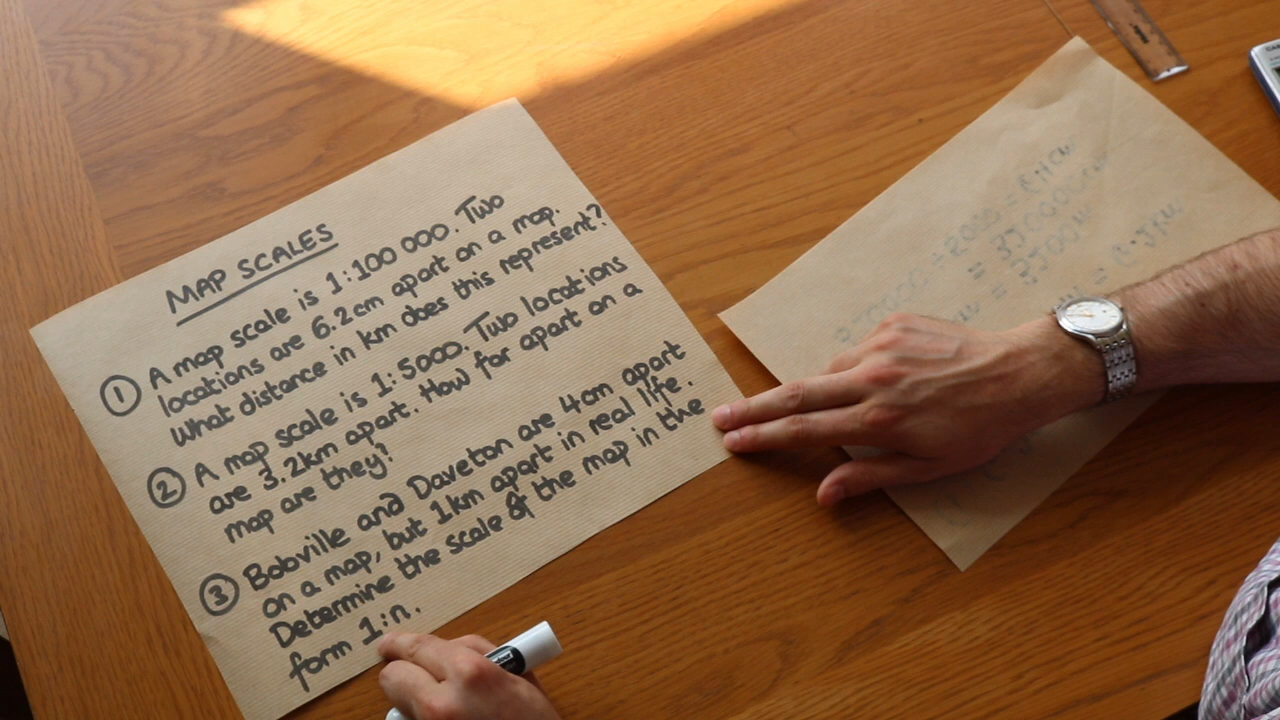 MAP SCALES
1 A map scale is 1:100 000. Two
locations are 6.2cm apart on a map.
What distance in km does this represent?
2 A map scale is 1:5000. Two locations
are 3.2km apart. How far apart on a
map are they?
3 Bobville and Daveton are 4cm apart
on a map, but 1km apart in real life.
Determine the scale of the map in the
form 1:n.